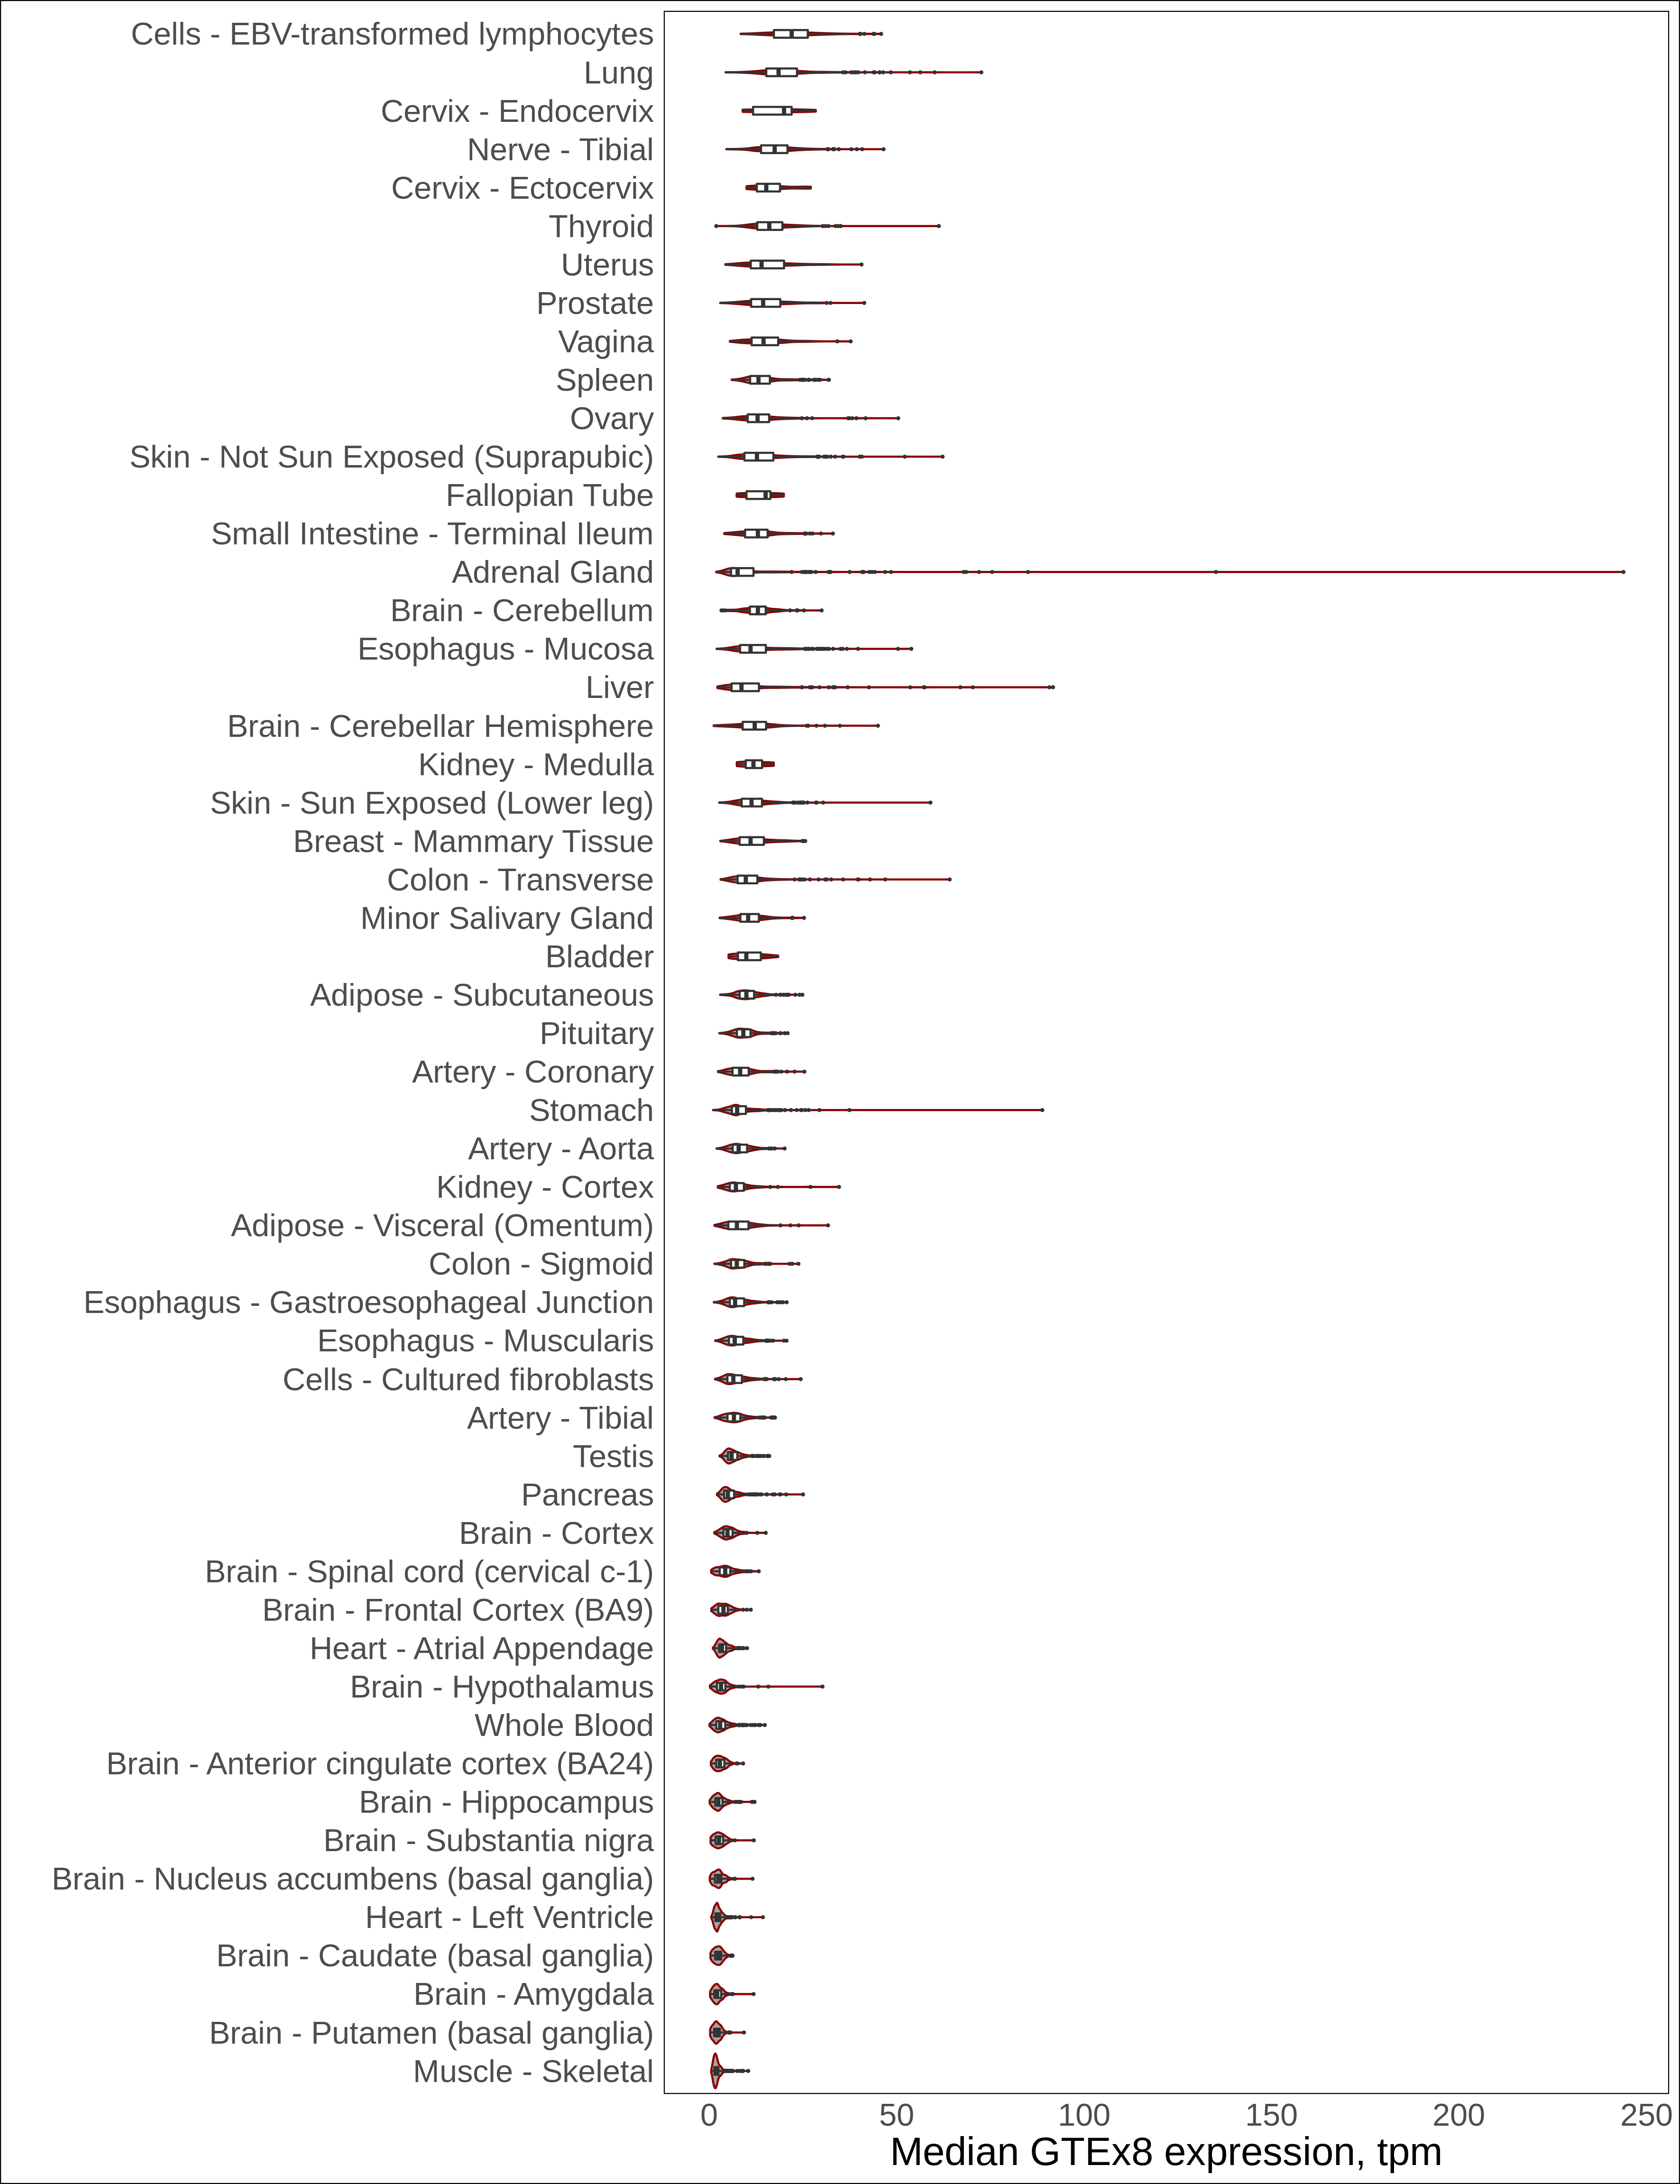 Cells - EBV-transformed lymphocytes
Lung
Cervix - Endocervix
Nerve - Tibial
Cervix - Ectocervix
Thyroid
Uterus
Prostate
Vagina
Spleen
Ovary
Skin - Not Sun Exposed (Suprapubic)
Fallopian Tube
Small Intestine - Terminal Ileum
Adrenal Gland
Brain - Cerebellum
Esophagus - Mucosa
Liver
Brain - Cerebellar Hemisphere
Kidney - Medulla
Skin - Sun Exposed (Lower leg)
Breast - Mammary Tissue
Colon - Transverse
Minor Salivary Gland
Bladder
Adipose - Subcutaneous
Pituitary
Artery - Coronary
Stomach
Artery - Aorta
Kidney - Cortex
Adipose - Visceral (Omentum)
Colon - Sigmoid
Esophagus - Gastroesophageal Junction
Esophagus - Muscularis
Cells - Cultured fibroblasts
Artery - Tibial
Testis
Pancreas
Brain - Cortex
Brain - Spinal cord (cervical c-1)
Brain - Frontal Cortex (BA9)
Heart - Atrial Appendage
Brain - Hypothalamus
Whole Blood
Brain - Anterior cingulate cortex (BA24)
Brain - Hippocampus
Brain - Substantia nigra
Brain - Nucleus accumbens (basal ganglia)
Heart - Left Ventricle
Brain - Caudate (basal ganglia)
Brain - Amygdala
Brain - Putamen (basal ganglia)
Muscle - Skeletal
0 50 100 150 200 250
Median GTEx8 expression, tpm